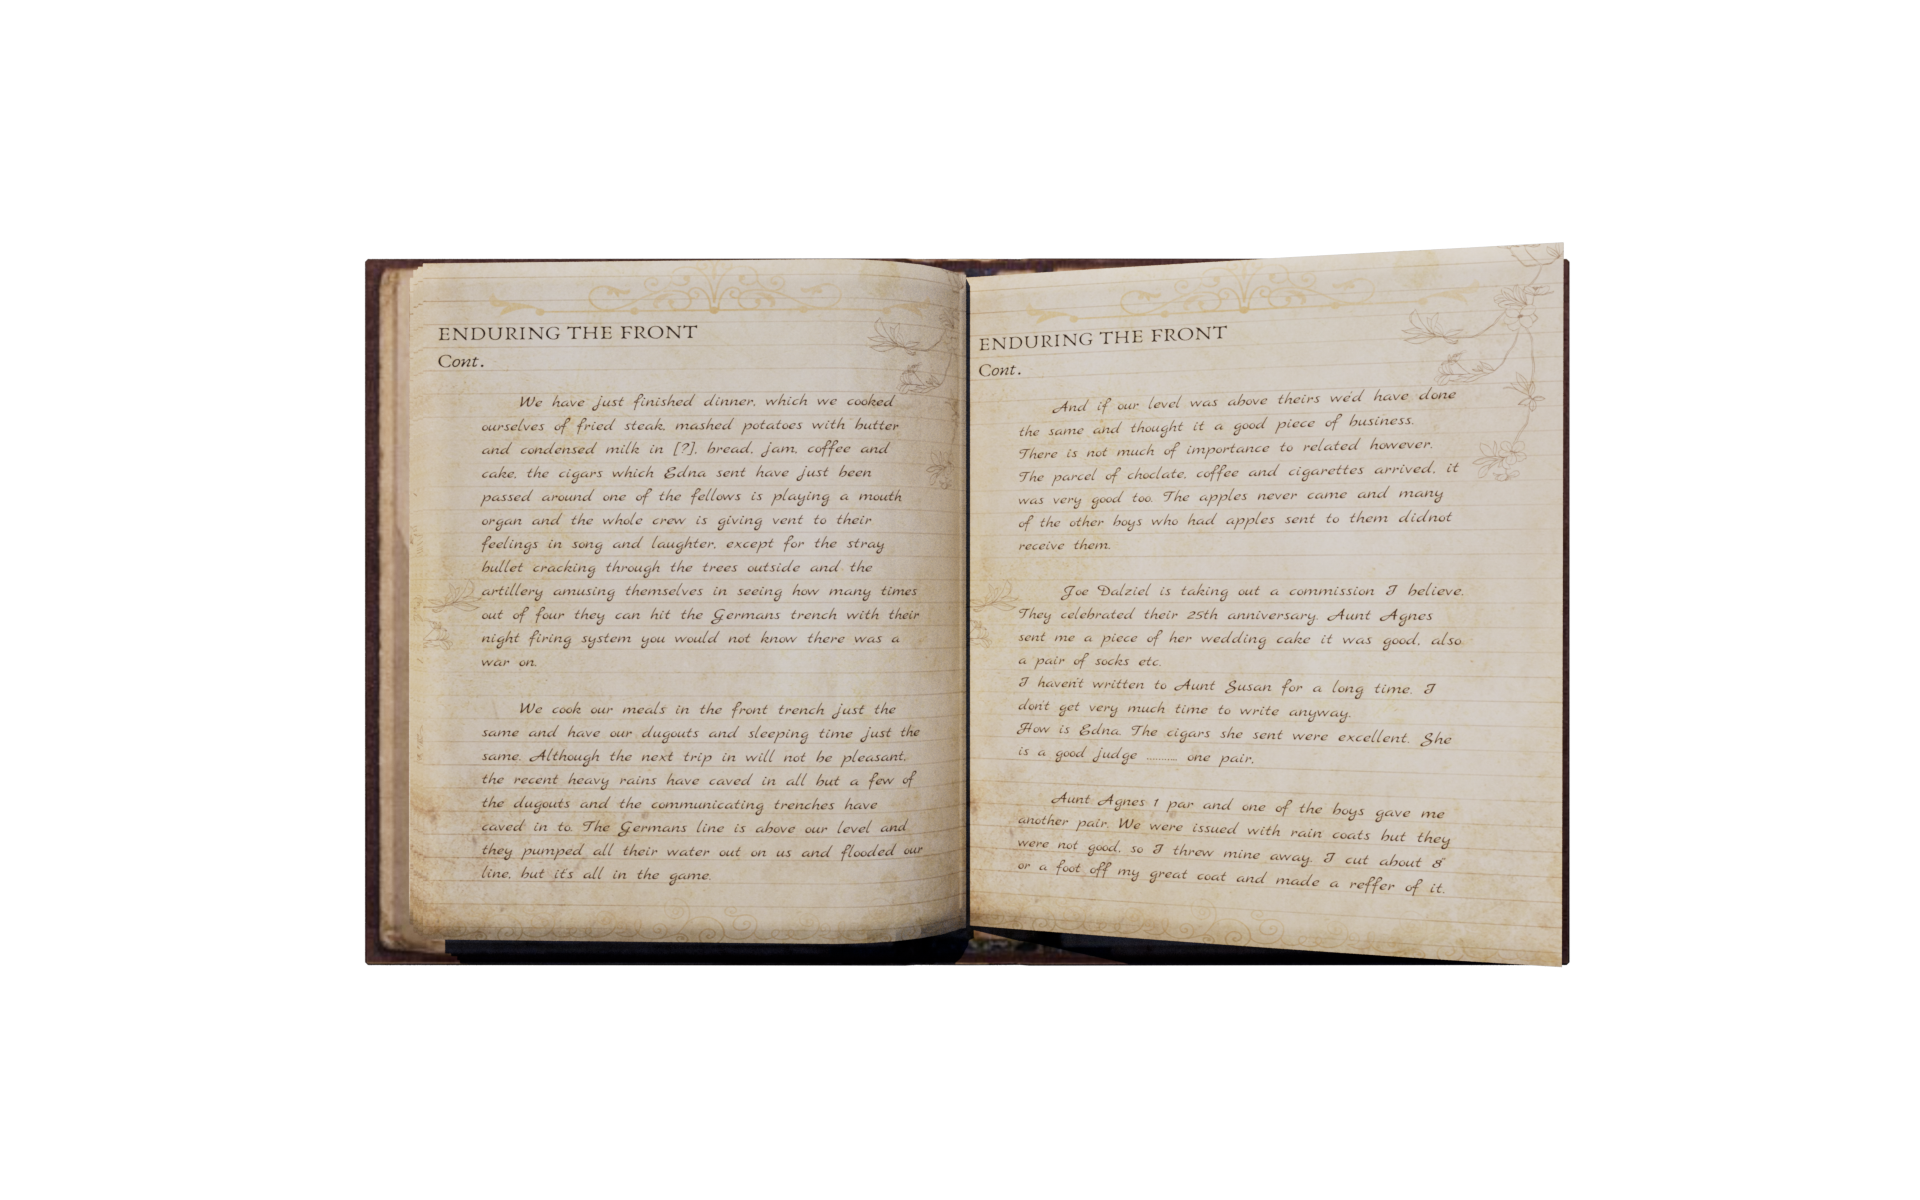 ENDURING THE FRONT
Cont.
We have just finished dinner, which we cooked
ourselves of fried steak, mashed potatoes with butter
and condensed milk in [?], bread, jam, coffee and
cake, the cigars which Edna sent have just been
passed around one of the fellows is playing a mouth
organ and the whole crew is giving vent to their
feelings in song and laughter, except for the stray
bullet cracking through the trees outside and the
artillery amusing themselves in seeing how many times
out of four they can hit the Germans trench with their
night firing system you would not know there was a
war on.
We cook our meals in the front trench just the
same and have our dugouts and sleeping time just the
same. Although the next trip in will not be pleasant,
the recent heavy rains have caved in all but a few of
the dugouts and the communicating trenches have
caved in to. The Germans line is above our level and
they pumped all their water out on us and flooded our
line, but it's all in the game.
ENDURING THE FRONT
Cont.
And if our level was above theirs we'd have done
the same and thought it a good piece of business.
There is not much of importance to related however.
The parcel of choclate, coffee and cigarettes arrived, it
was very good too. The apples never came and many
of the other boys who had apples sent to them didnot
receive them.
Joe Dalziel is taking out a commission I believe.
They celebrated their 25th anniversary. Aunt Agnes
sent me a piece of her wedding cake it was good, also
a pair of socks etc.
I haven't written to Aunt Susan for a long time. I
don't get very much time to write anyway.
How is Edna. The cigars she sent were excellent. She
is a good judge .......... one pair,
Aunt Agnes 1 par and one of the boys gave me
another pair. We were issued with rain coats but they
were not good, so I threw mine away. I cut about 8"
or a foot off my great coat and made a reffer of it.